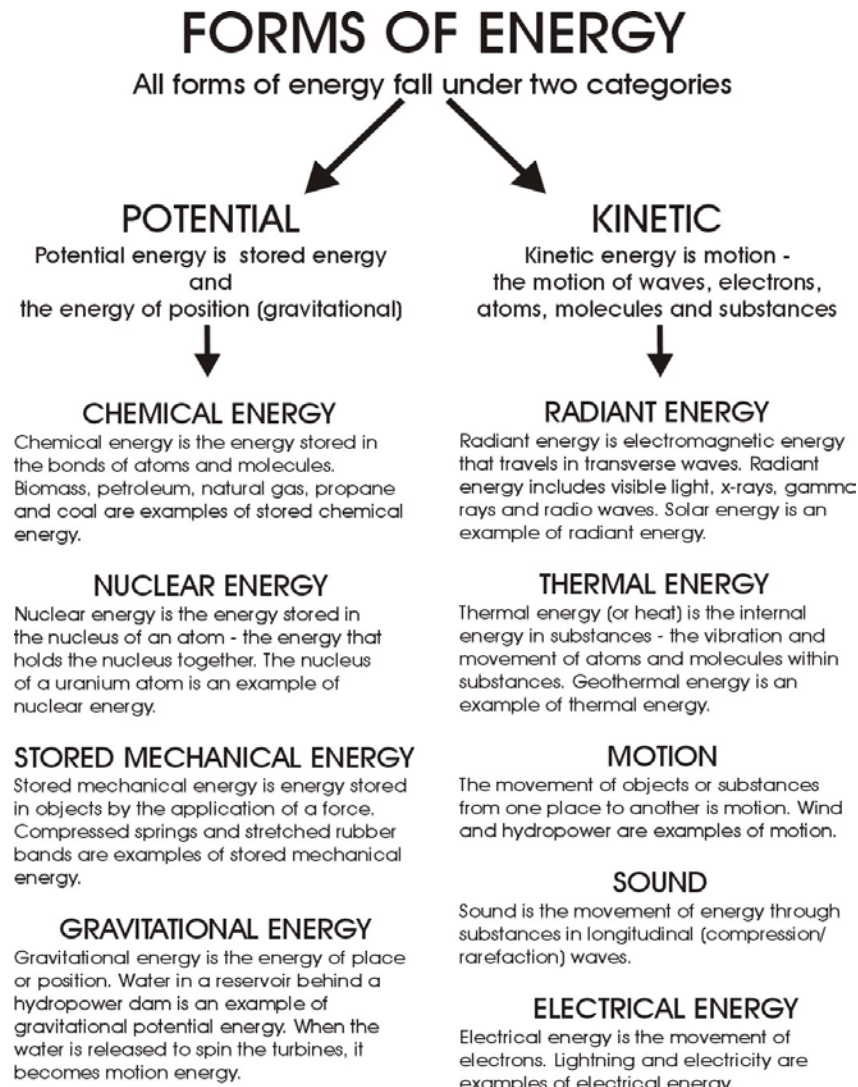 FORMS OF ENERGY
All forms of energy fall under two categories
POTENTIAL
Potential energy is stored energy
and
the energy of position (gravitational)
CHEMICAL ENERGY
Chemical energy is the energy stored in
the bonds of atoms and molecules.
Biomass, petroleum, natural gas, propane
and coal are examples of stored chemical
energy.
NUCLEAR ENERGY
Nuclear energy is the energy stored in
the nucleus of an atom - the energy that
holds the nucleus together. The nucleus
of a uranium atom is an example of
nuclear energy.
STORED MECHANICAL ENERGY
Stored mechanical energy is energy stored
in objects by the application of a force.
Compressed springs and stretched rubber
bands are examples of stored mechanical
energy.
GRAVITATIONAL ENERGY
Gravitational energy is the energy of place
or position. Water in a reservoir behind a
hydropower dam is an example of
gravitational potential energy. When the
water is released to spin the turbines, it
becomes motion energy.
KINETIC
Kinetic energy is motion -
the motion of waves, electrons,
atoms, molecules and substances
RADIANT ENERGY
Radiant energy is electromagnetic energy
that travels in transverse waves. Radiant
energy includes visible light, x-rays, gamma
rays and radio waves. Solar energy is an
example of radiant energy.
THERMAL ENERGY
Thermal energy (or heat) is the internal
energy in substances - the vibration and
movement of atoms and molecules within
substances. Geothermal energy is an
example of thermal energy.
MOTION
The movement of objects or substances
from one place to another is motion. Wind
and hydropower are examples of motion.
SOUND
Sound is the movement of energy through
substances in longitudinal (compression/
rarefaction) waves.
ELECTRICAL ENERGY
Electrical energy is the movement of
electrons. Lightning and electricity are
examples of electrical energy.